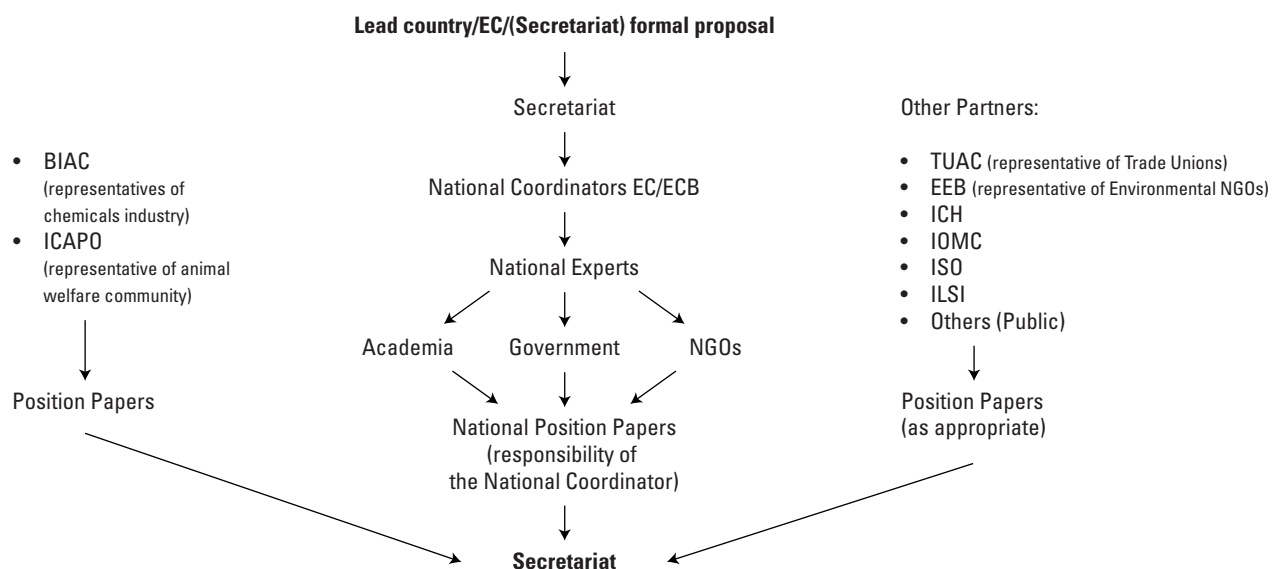 Lead country/EC/(Secretariat) formal proposal
Secretariat
National Coordinators EC/ECB
National Experts
Academia
Government
NGOs
National Position Papers
(responsibility of
the National Coordinator)
• BIAC
(representatives of
chemicals industry)
• ICAPO
(representative of animal
welfare community)
Position Papers
Other Partners:
• TUAC (representative of Trade Unions)
• EEB (representative of Environmental NGOs)
• ICH
• IOMC
• ISO
• ILSI
• Others (Public)
Position Papers
(as appropriate)
Secretariat